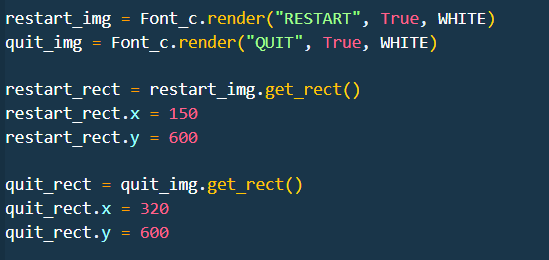 restart_img = Font_c.render("RESTART", True, WHITE)
quit_img = Font_c.render("QUIT", True, WHITE)
restart_rect = restart_img.get_rect()
restart_rect.x = 150
restart_rect.y = 600
quit_rect = quit_img.get_rect()
quit_rect.x = 320
quit_rect.y = 600